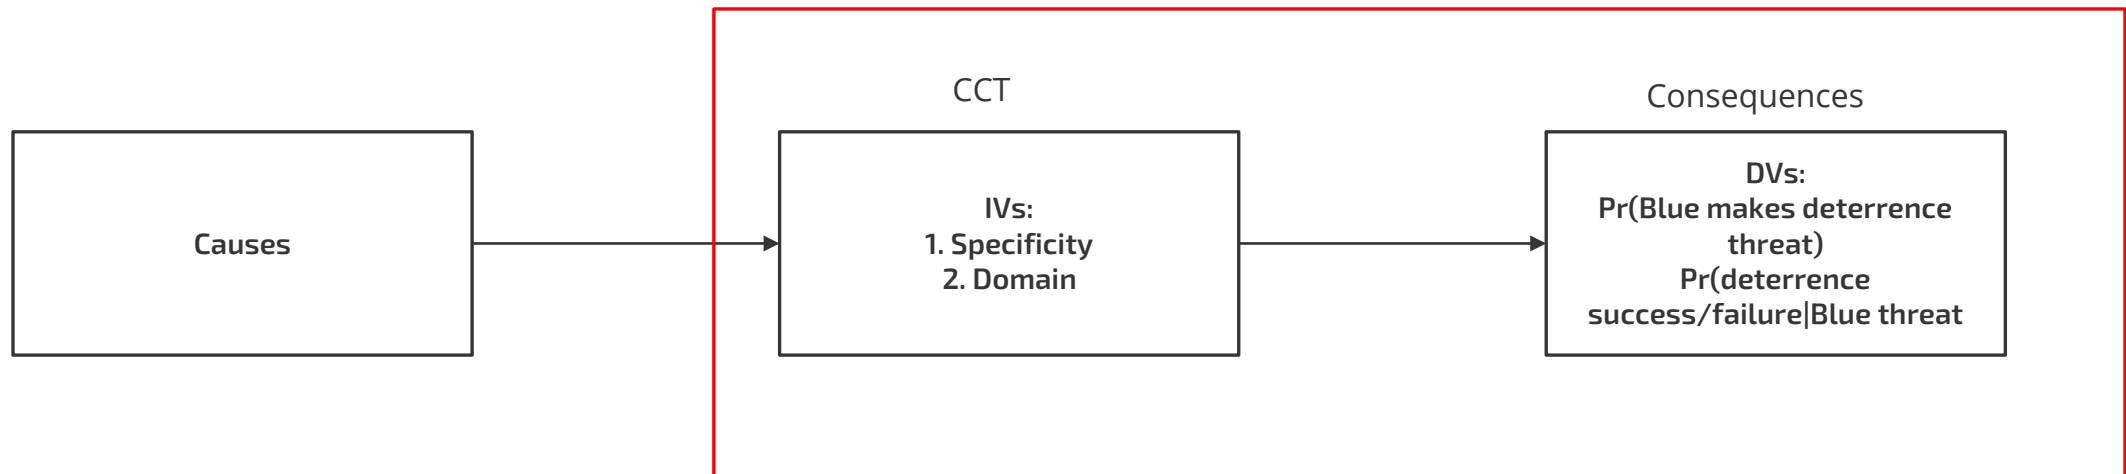 CCT
Consequences
Causes
IVs:
1. Specificity
2. Domain
DVs:
Pr(Blue makes deterrence
threat)
Pr(deterrence
success/failure|Blue threat